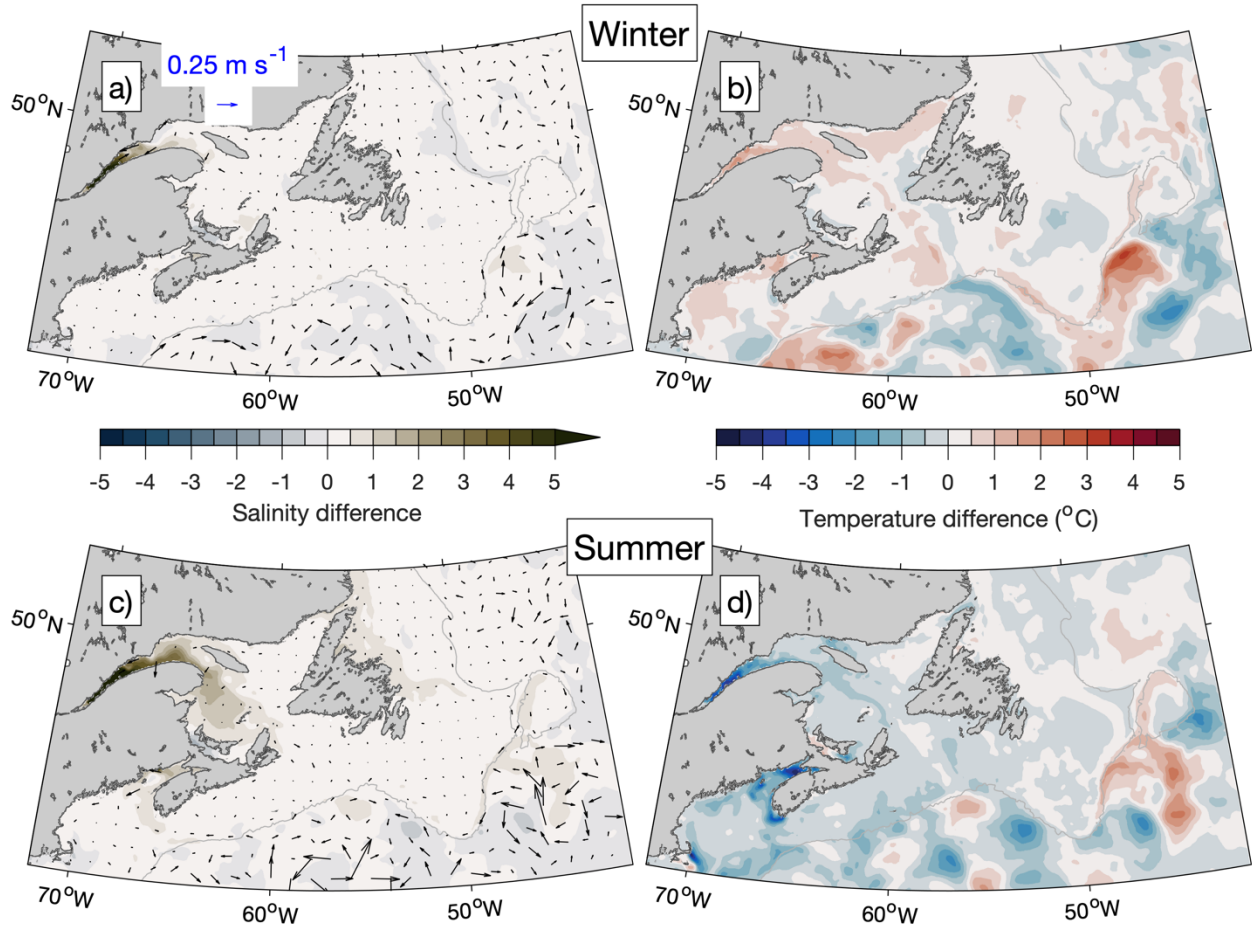 Winter
a)
0.25 m s⁻¹
50°N
70°W
60°W
50°W
b)
70°W
60°W
50°W
-5 -4 -3 -2 -1 0 1 2 3 4 5
Salinity difference
-5 -4 -3 -2 -1 0 1 2 3 4 5
Temperature difference (°C)
Summer
c)
50°N
70°W
60°W
50°W
d)
50°N
70°W
60°W
50°W
50°N